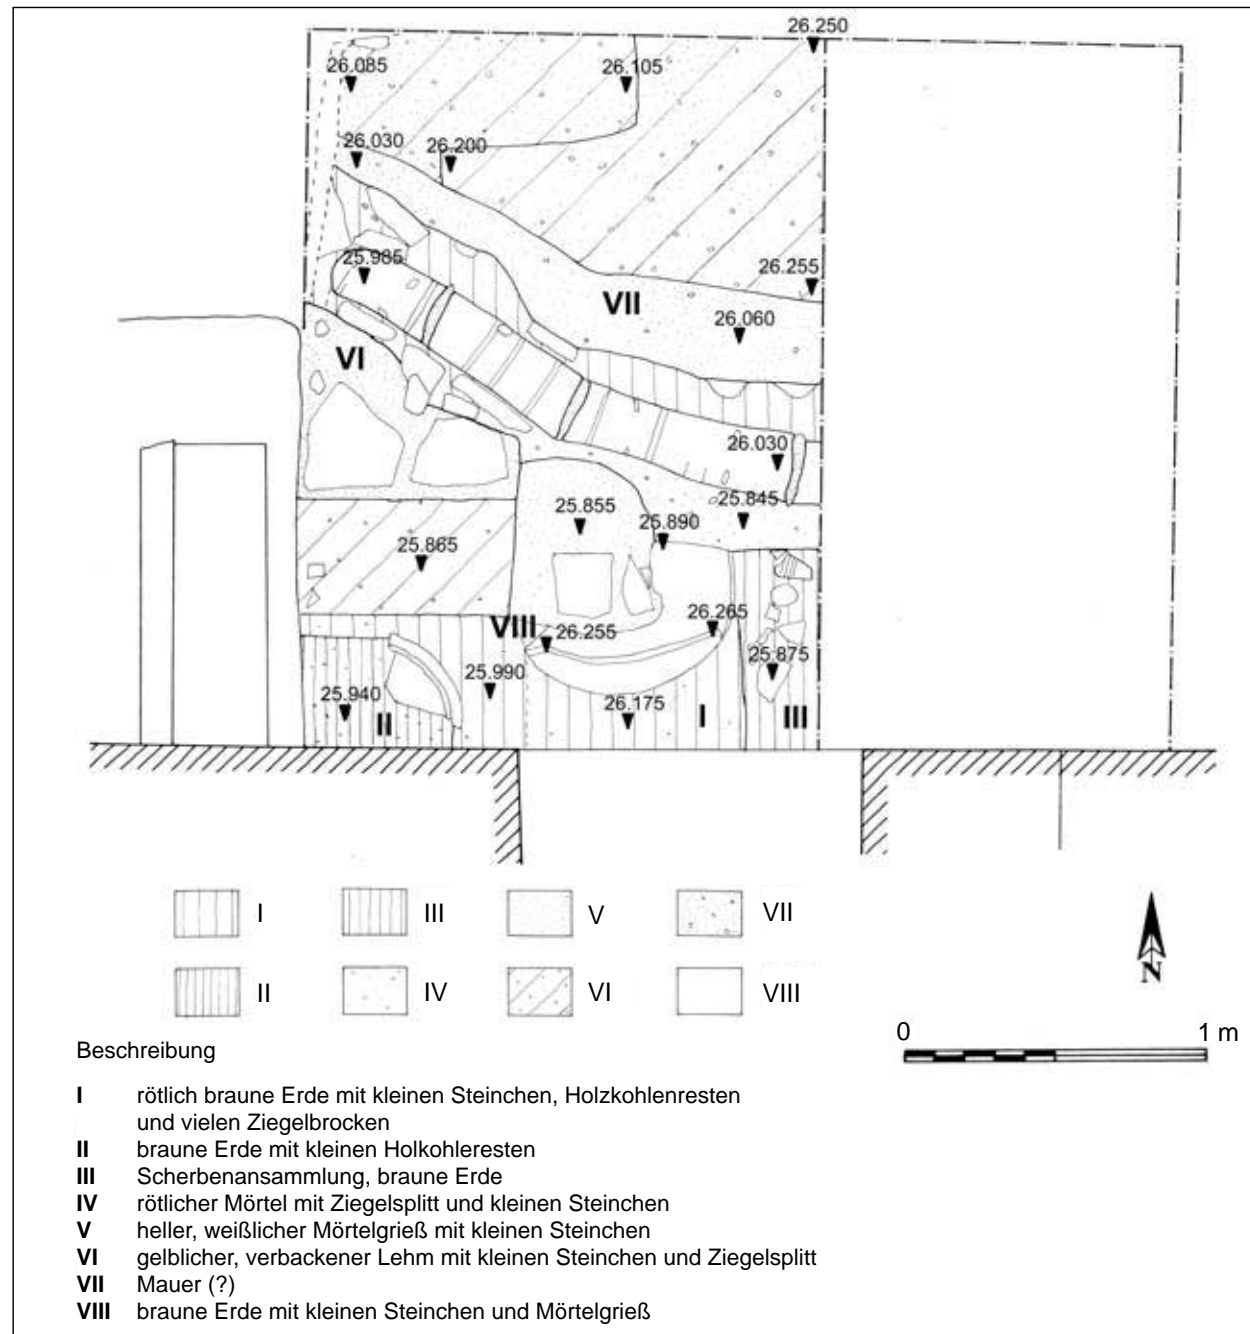 26.250
26.085
26.105
26.030
26.200
25.985
26.255
VII
26.060
VI
26.030
25.855
25.845
25.890
25.865
26.265
VIII
26.255
25.875
25.990
25.940
26.175
II
I
III
I
III
V
VII
II
IV
VI
VIII
N
0
1 m
Beschreibung
I rötlich braune Erde mit kleinen Steinchen, Holzkohlenresten
und vielen Ziegelbrocken
II braune Erde mit kleinen Holkohleresten
III Scherbenansammlung, braune Erde
IV rötlicher Mörtel mit Ziegelsplitt und kleinen Steinchen
V heller, weißlicher Mörtelgrieß mit kleinen Steinchen
VI gelblicher, verbackener Lehm mit kleinen Steinchen und Ziegelsplitt
VII Mauer (?)
VIII braune Erde mit kleinen Steinchen und Mörtelgrieß